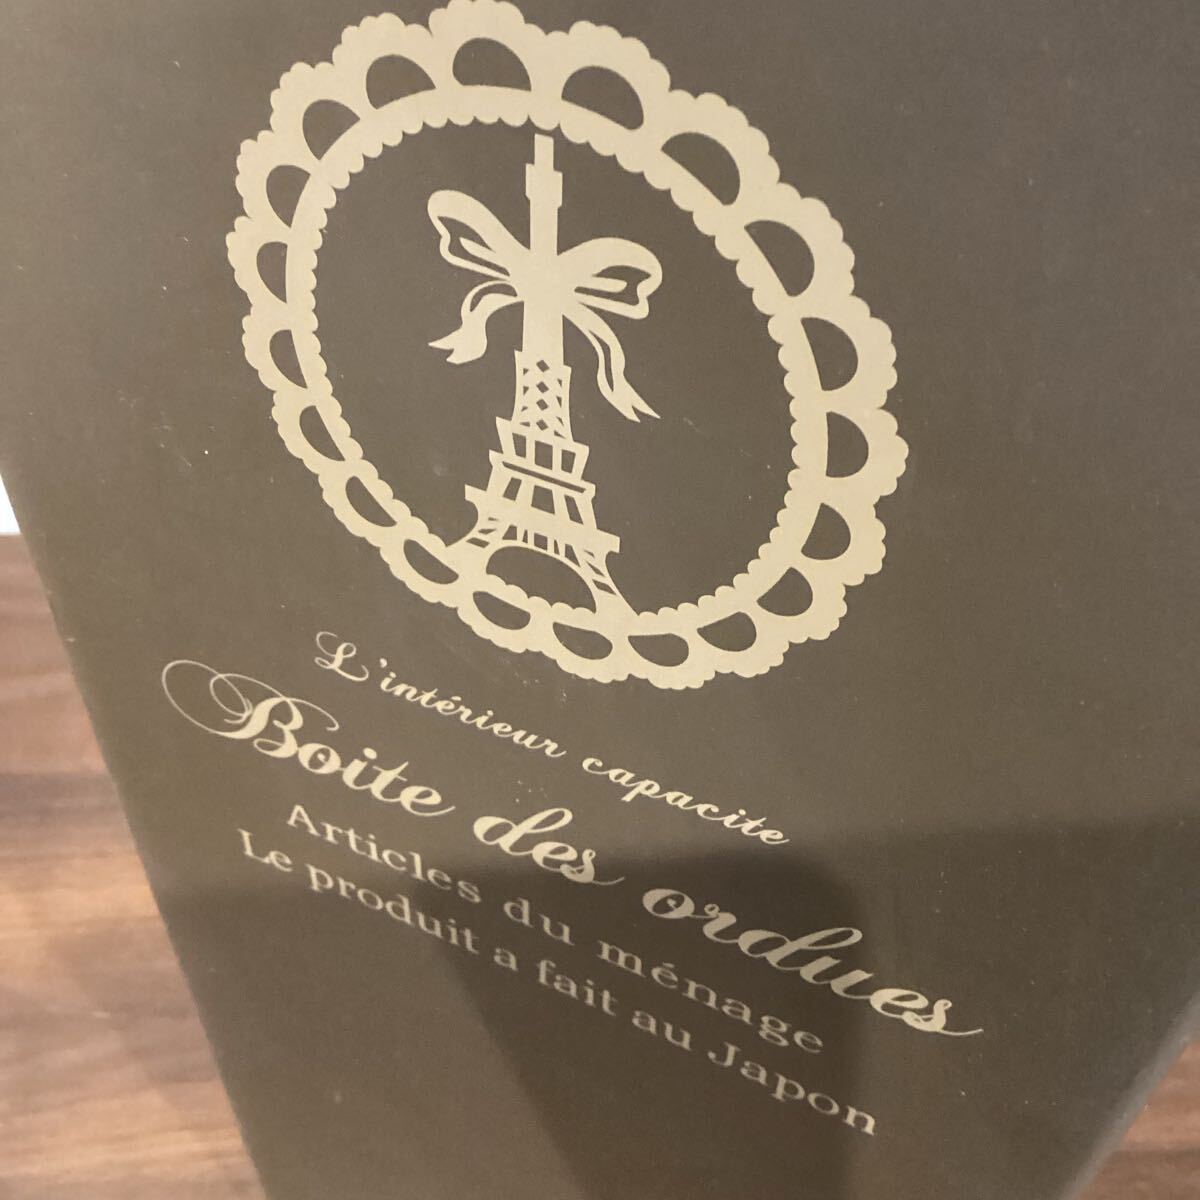 L'intérieur capacite
Boite des ordues
Articles du ménage
Le produit a fait au Japon